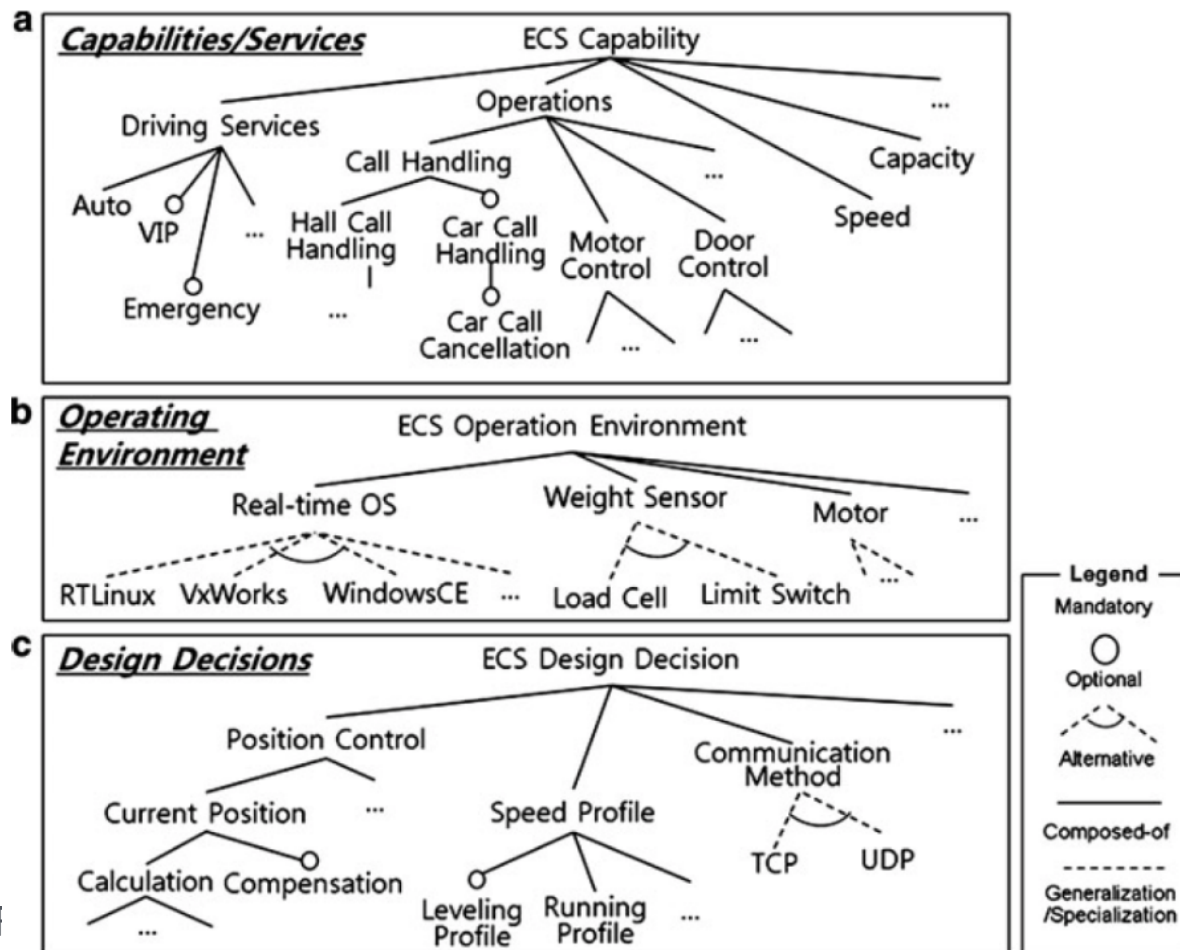 a
Capabilities/Services
ECS Capability
Operations
...
Driving Services
Call Handling
Capacity
...
Auto
VIP
...
Hall Call
Handling
Car Call
Handling
Motor
Control
Door
Control
Speed
Emergency
...
Car Call
Cancellation
...
...
b
Operating
Environment
ECS Operation Environment
Real-time OS
Weight Sensor
Motor
...
RTLinux
VxWorks
WindowsCE
...
Load Cell
Limit Switch
...
c
Design Decisions
ECS Design Decision
Position Control
Communication
Method
...
Current Position
...
Speed Profile
TCP
UDP
Calculation
Compensation
...
Leveling
Profile
Running
Profile
...
Legend
Mandatory
Optional
Alternative
Composed-of
Generalization
/Specialization